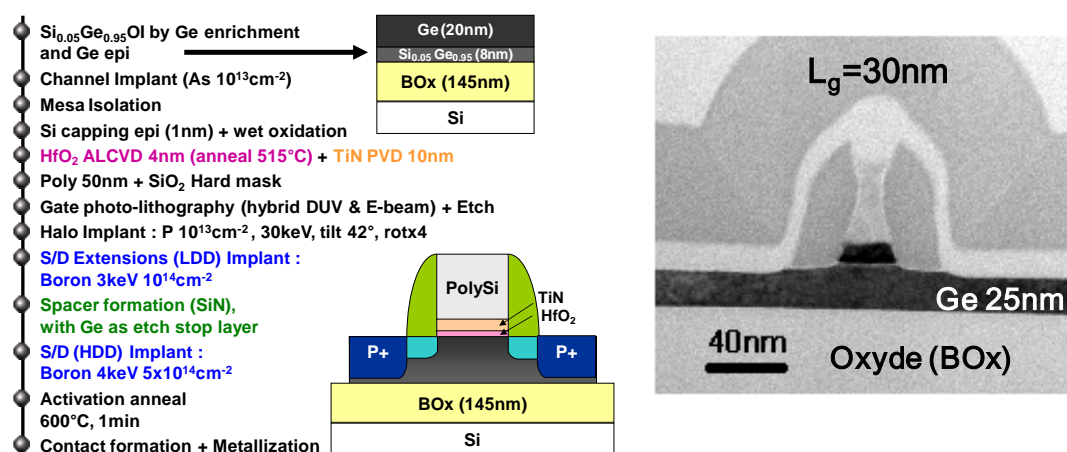 Si₀.₀₅Ge₀.₉₅OI by Ge enrichment
and Ge epi
Channel Implant (As 10¹³cm⁻²)
Mesa Isolation
Si capping epi (1nm) + wet oxidation
HfO₂ ALCVD 4nm (anneal 515°C) + TiN PVD 10nm
Poly 50nm + SiO₂ Hard mask
Gate photo-lithography (hybrid DUV & E-beam) + Etch
Halo Implant : P 10¹³cm⁻², 30keV, tilt 42°, rotx4
S/D Extensions (LDD) Implant :
Boron 3keV 10¹⁴cm⁻²
Spacer formation (SiN),
with Ge as etch stop layer
S/D (HDD) Implant :
Boron 4keV 5x10¹⁴cm⁻²
Activation anneal
600°C, 1min
Contact formation + Metallization
Ge (20nm)
Si₀.₀₅ Ge₀.₉₅ (8nm)
BOx (145nm)
Si
PolySi
TiN
HfO₂
P+
P+
BOx (145nm)
Si
Lg=30nm
Ge 25nm
40nm
Oxyde (BOx)